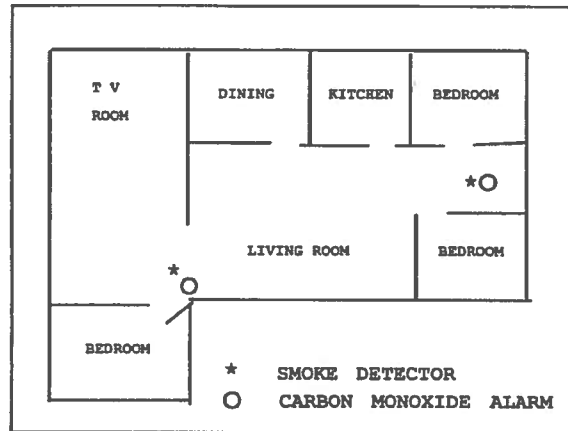 T V
ROOM
DINING
KITCHEN
BEDROOM
* O
LIVING ROOM
BEDROOM
* O
BEDROOM
* SMOKE DETECTOR
O CARBON MONOXIDE ALARM